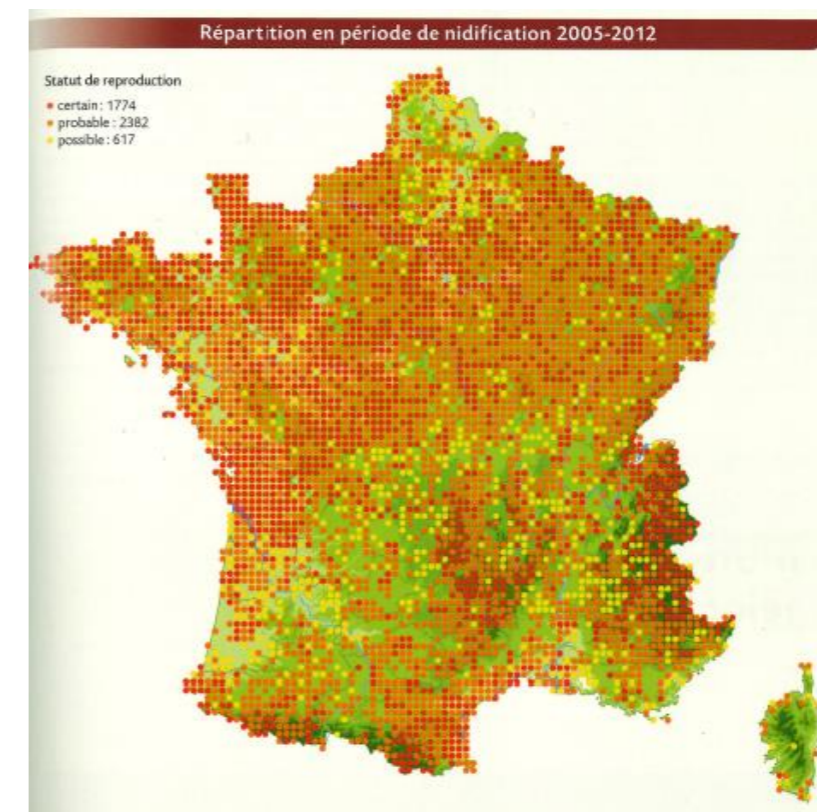 Répartition en période de nidification 2005-2012
Statut de reproduction
certain : 1774
probable : 2382
possible : 617